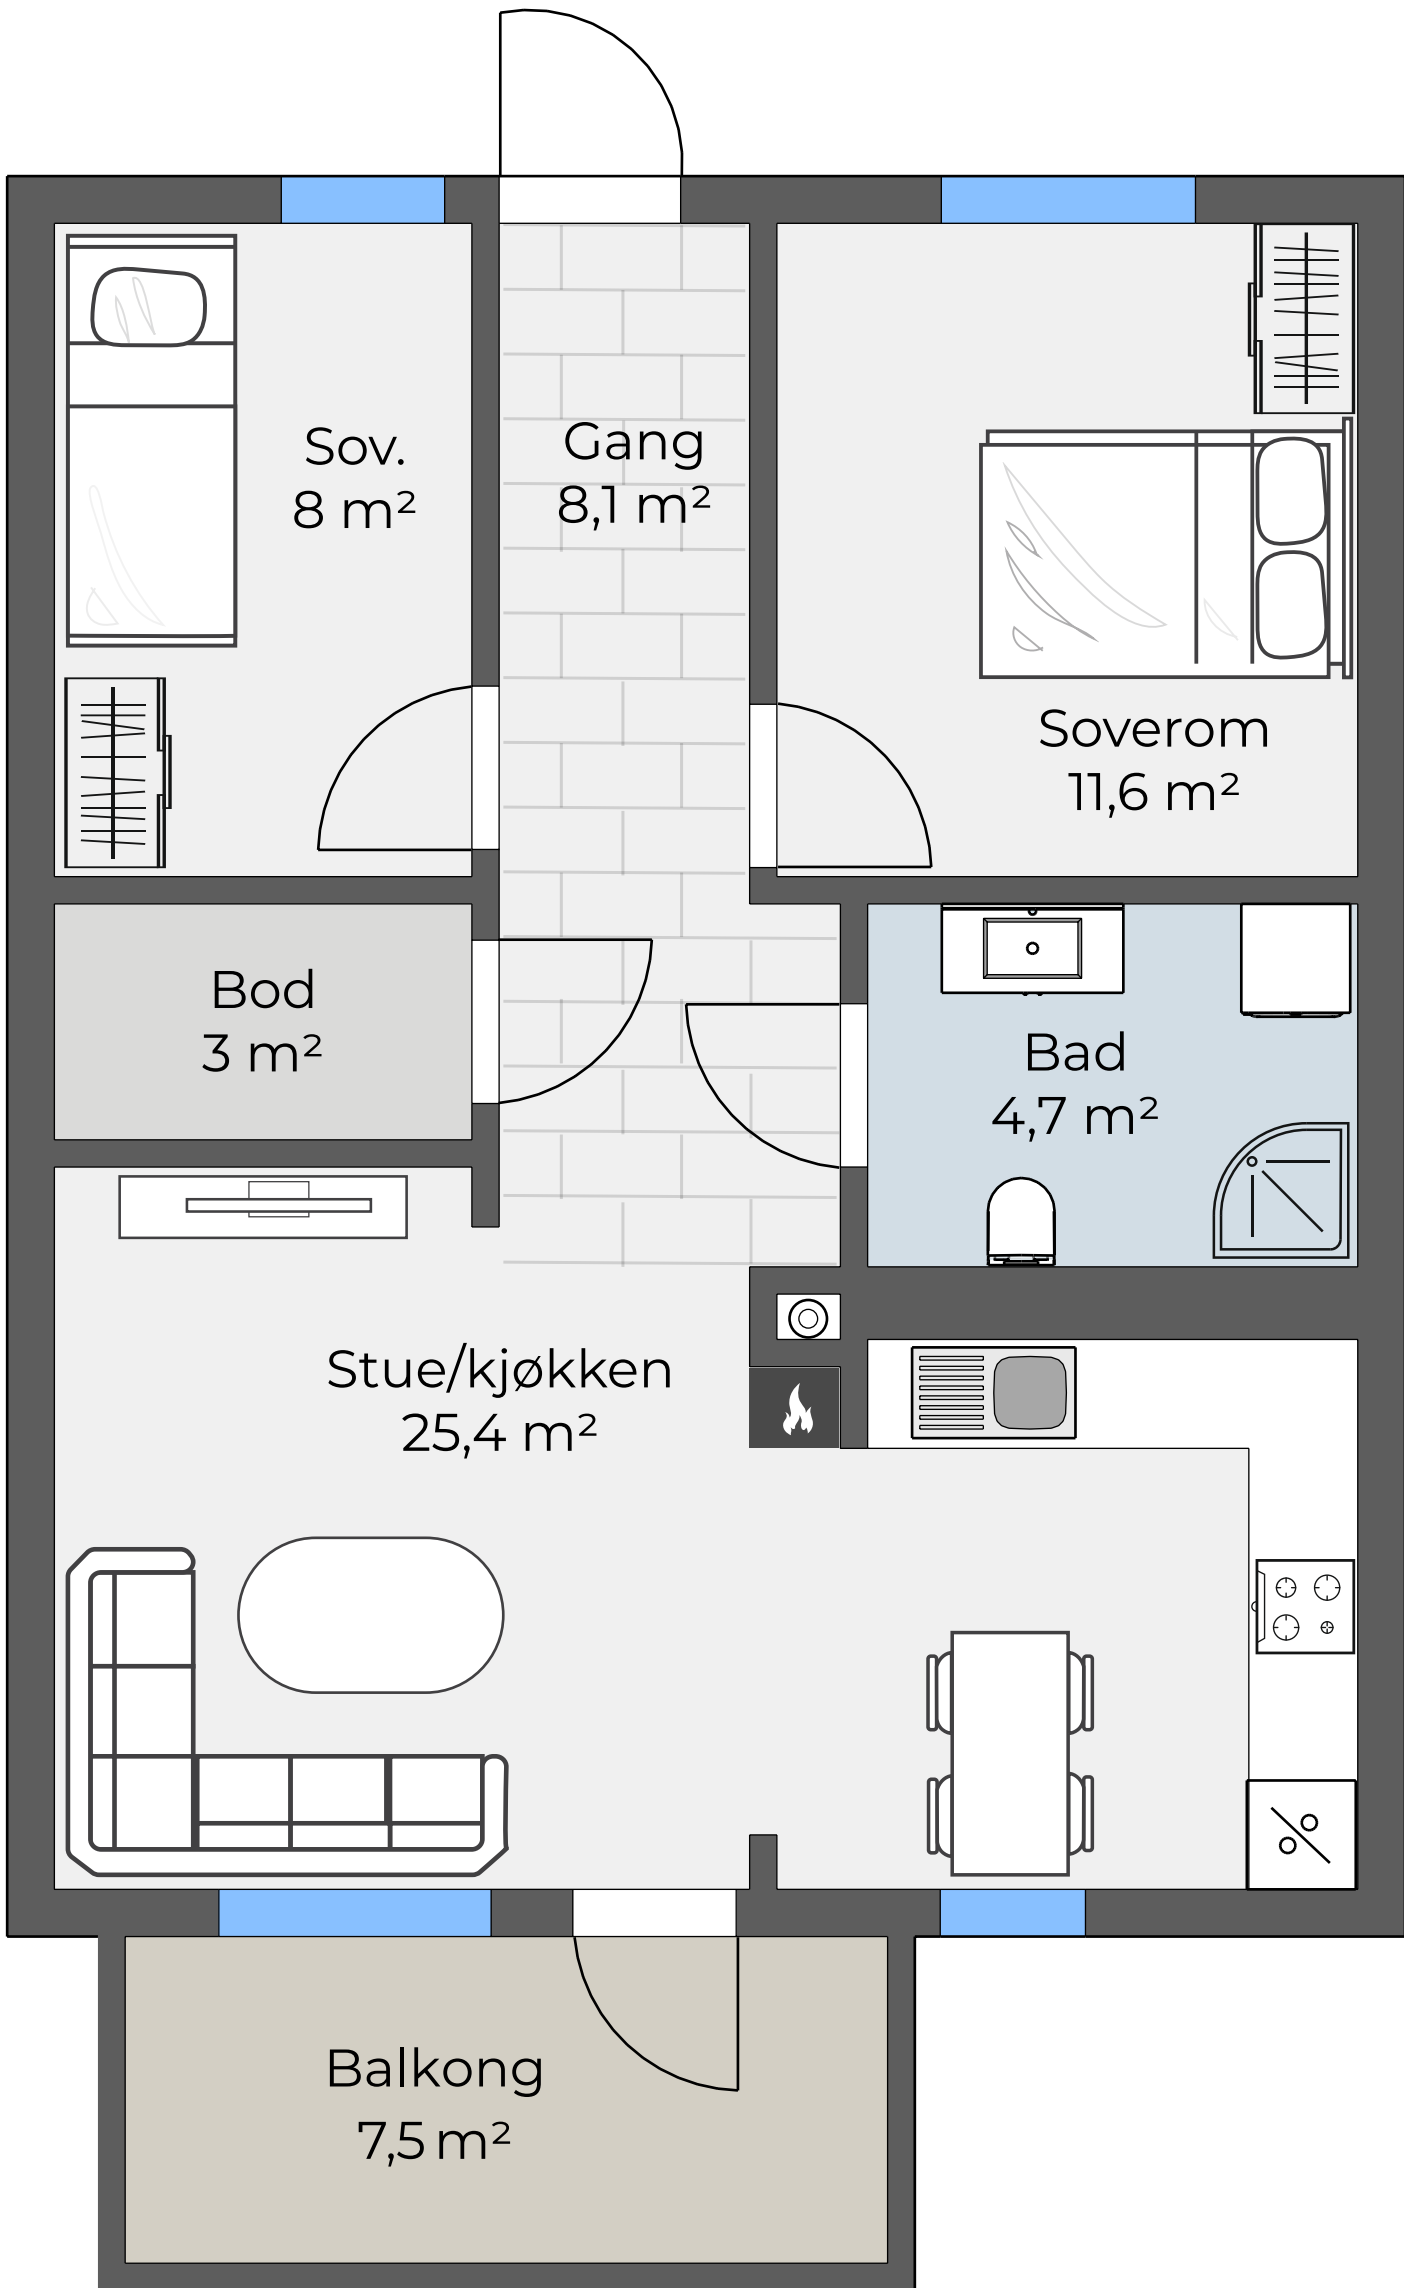 Sov.
8 m²
Gang
8,1 m²
Soverom
11,6 m²
Bod
3 m²
Bad
4,7 m²
Stue/kjøkken
25,4 m²
Balkong
7,5 m²